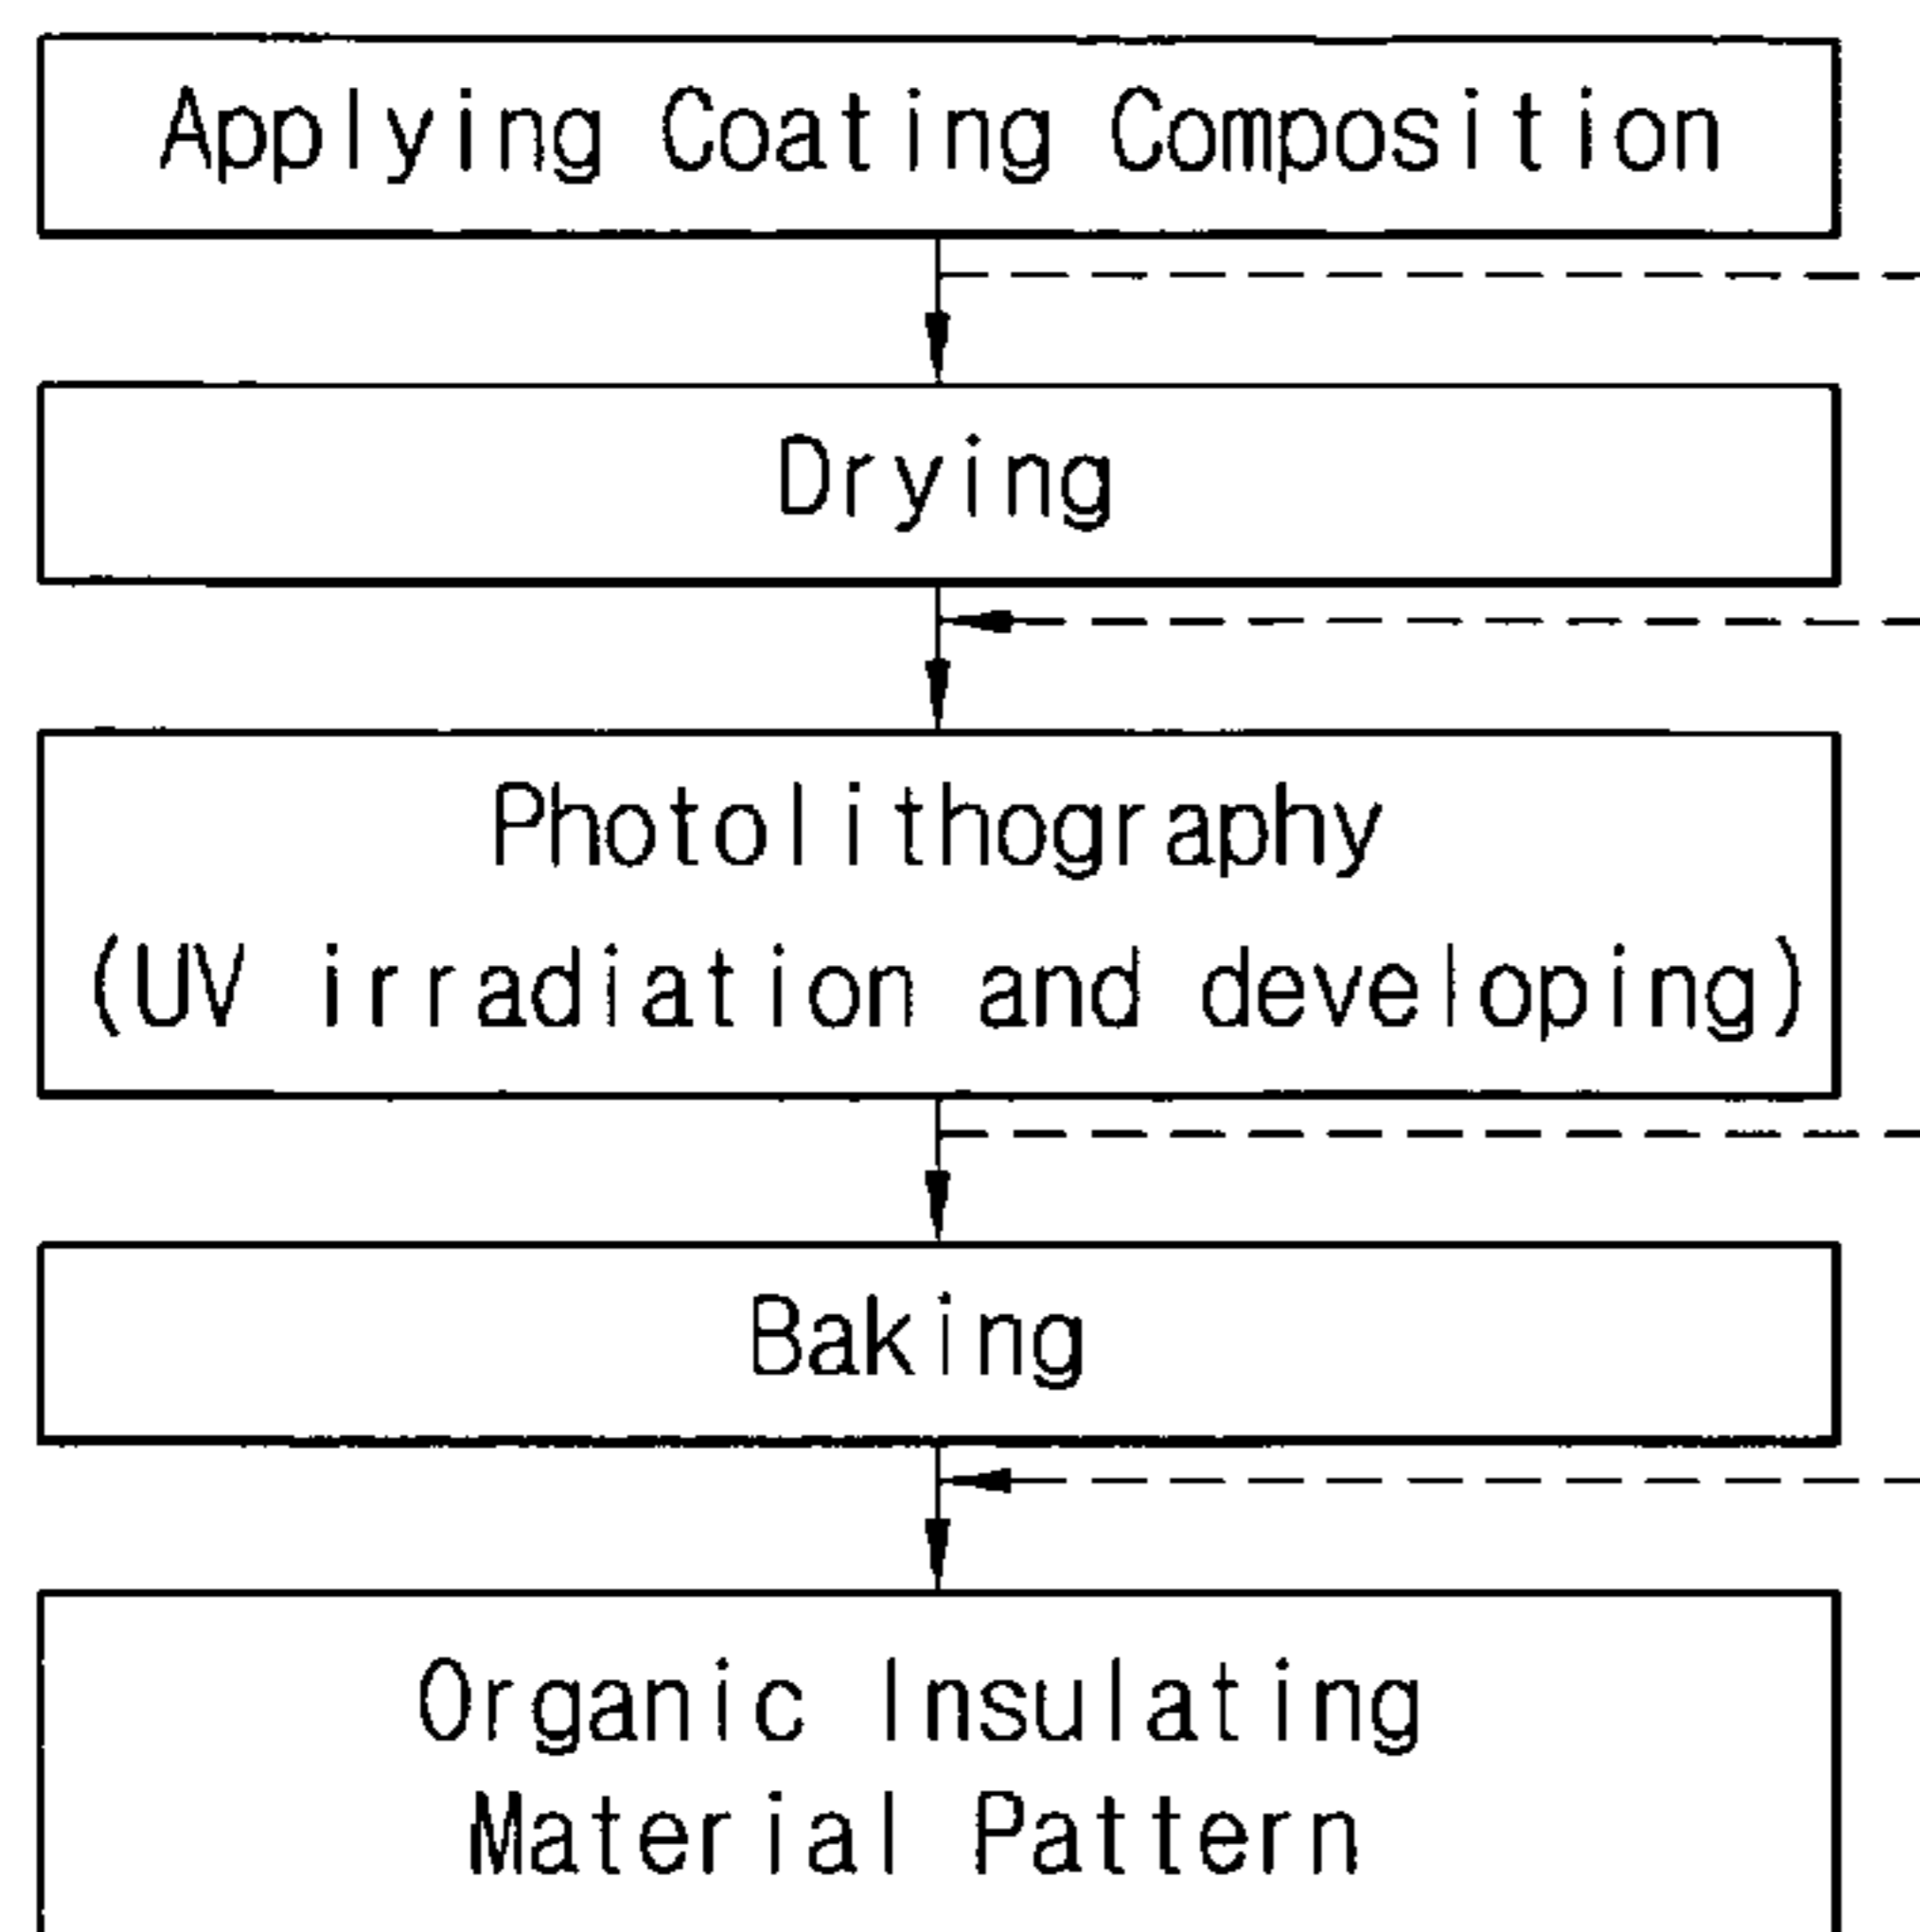 Applying Coating Composition
Drying
Photolithography
(UV irradiation and developing)
Baking
Organic Insulating
Material Pattern